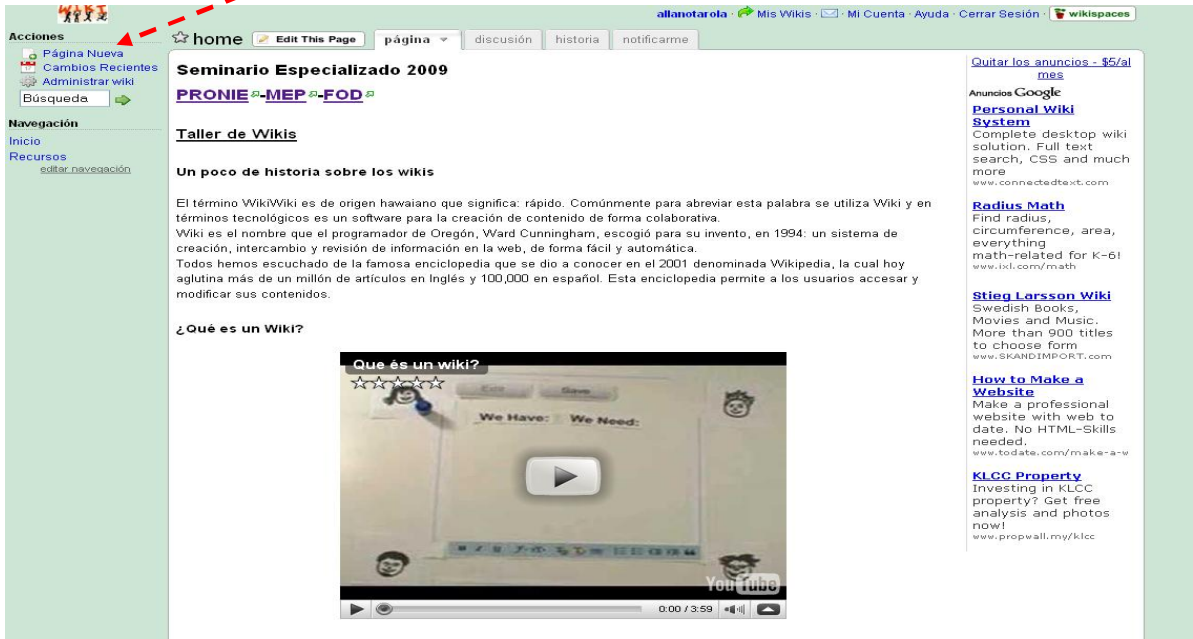 WIKI
allanotarola · Mis Wikis · Mi Cuenta · Ayuda · Cerrar Sesión · wikispaces
Acciones
Página Nueva
Cambios Recientes
Administrar wiki
Búsqueda
Navegación
Inicio
Recursos
editar navegación
home Edit This Page página discusión historia notificarme
Seminario Especializado 2009
PRONIE-MEP-FOD
Taller de Wikis
Un poco de historia sobre los wikis
El término WikiWiki es de origen hawaiano que significa: rápido. Comúnmente para abreviar esta palabra se utiliza Wiki y en
términos tecnológicos es un software para la creación de contenido de forma colaborativa.
Wiki es el nombre que el programador de Oregón, Ward Cunningham, escogió para su invento, en 1994: un sistema de
creación, intercambio y revisión de información en la web, de forma fácil y automática.
Todos hemos escuchado de la famosa enciclopedia que se dio a conocer en el 2001 denominada Wikipedia, la cual hoy
aglutina más de un millón de artículos en Inglés y 100,000 en español. Esta enciclopedia permite a los usuarios accesar y
modificar sus contenidos.
¿Qué es un Wiki?
Que és un wiki?
Edit Save
We Have: We Need:
YouTube
0:00 / 3:59
Quitar los anuncios - $5/al
mes
Anuncios Google
Personal Wiki
System
Complete desktop wiki
solution. Full text
search, CSS and much
more
www.connectedtext.com
Radius Math
Find radius,
circumference, area,
everything
math-related for K-6!
www.ixl.com/math
Stieg Larsson Wiki
Swedish Books,
Movies and Music.
More than 900 titles
to choose form
www.SKANDIMPORT.com
How to Make a
Website
Make a professional
website with web to
date. No HTML-Skills
needed.
www.todate.com/make-a-w
KLCC Property
Investing in KLCC
property? Get free
analysis and photos
now!
www.propwall.my/klcc